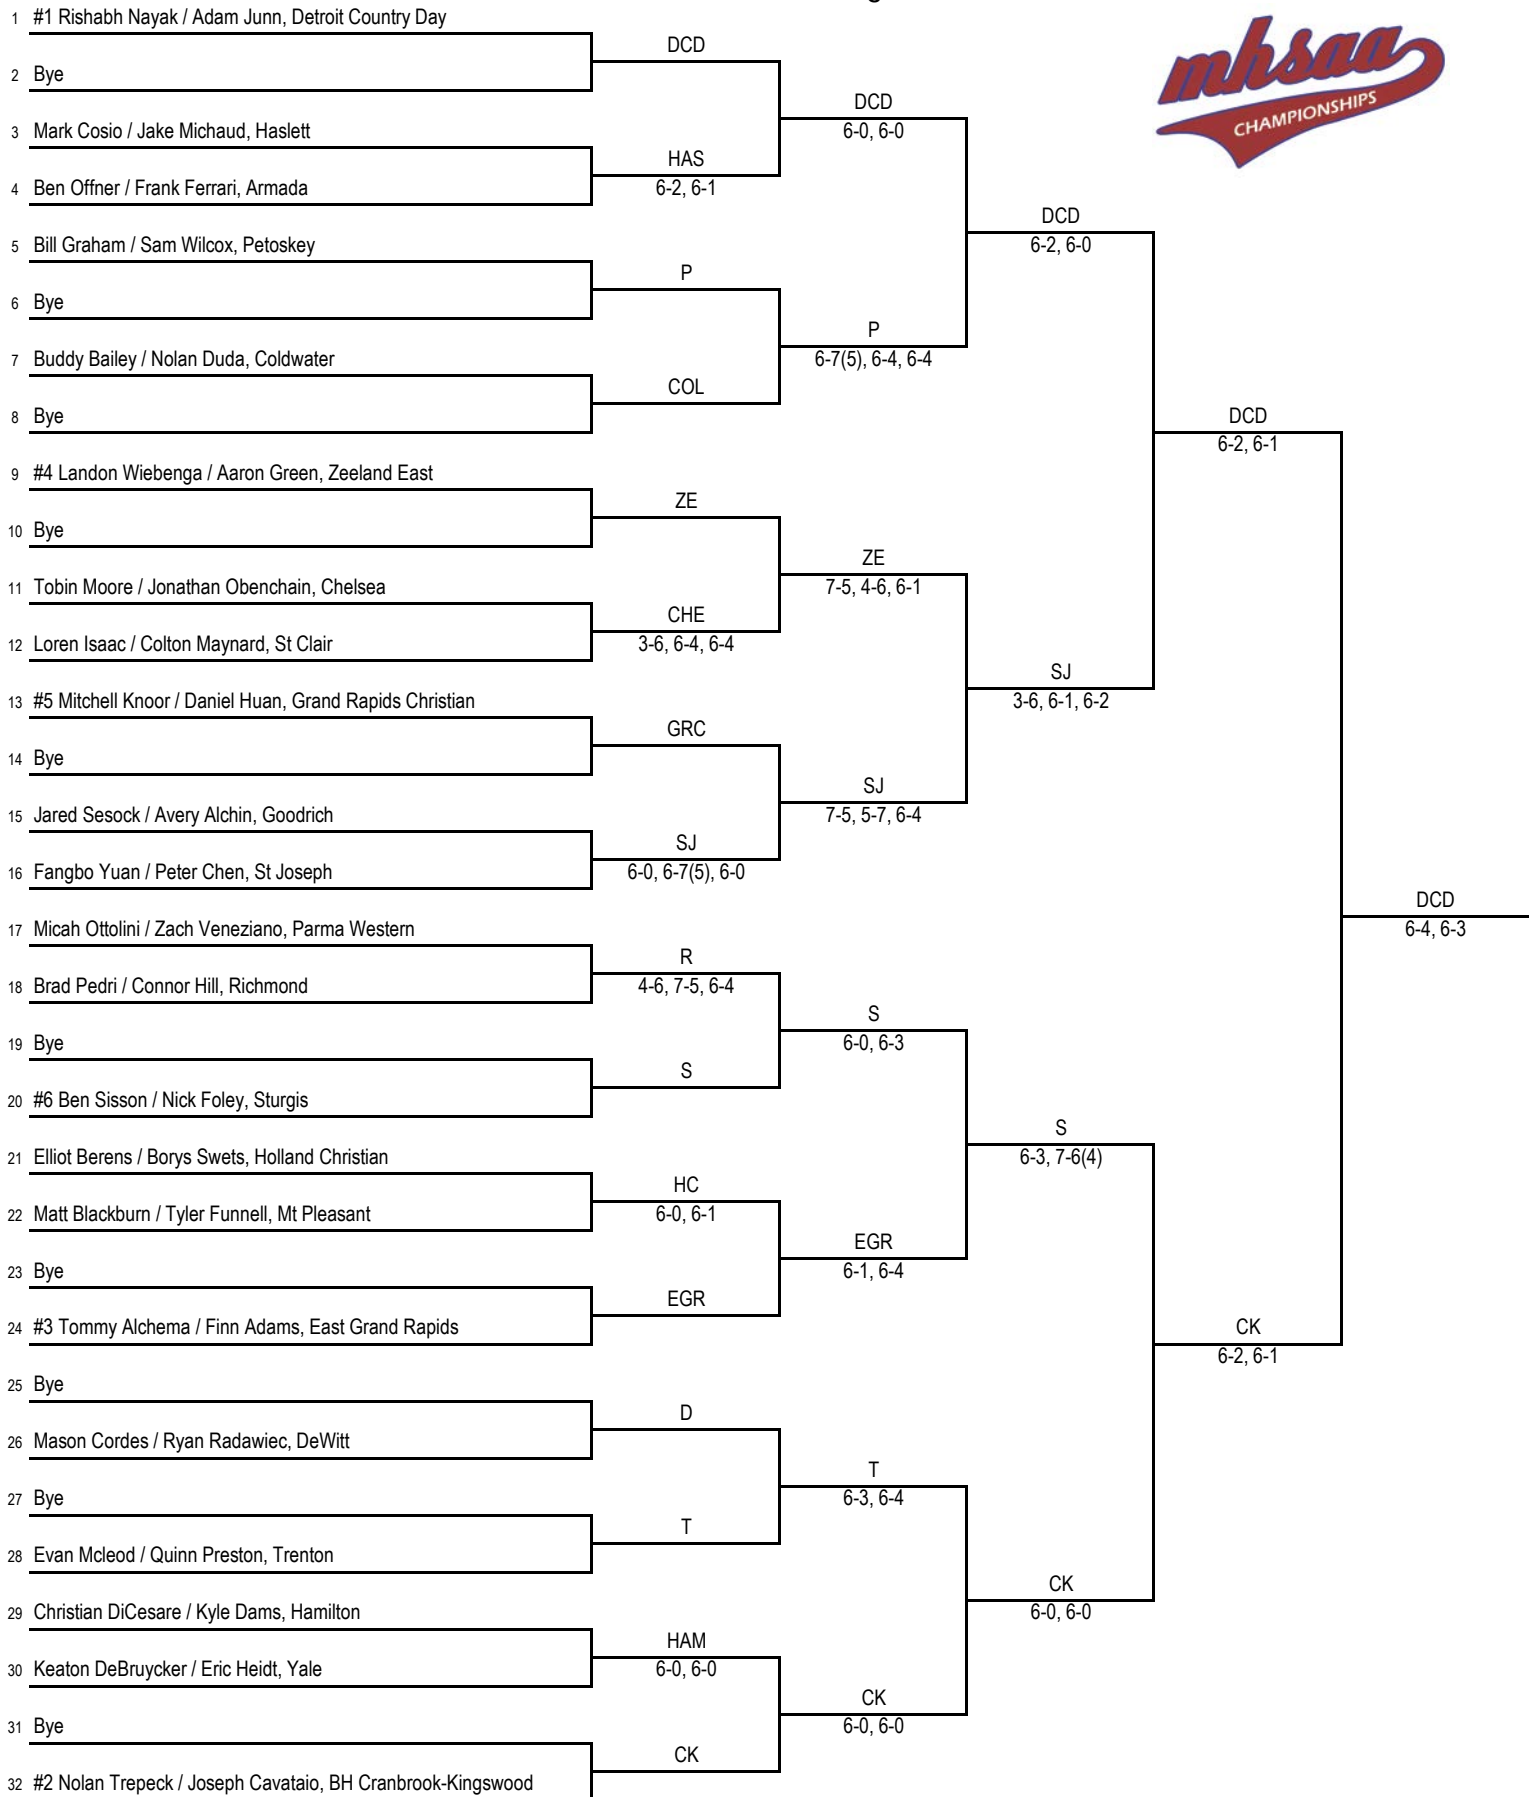 mhsaa
CHAMPIONSHIPS
1 #1 Rishabh Nayak / Adam Junn, Detroit Country Day
2 Bye
3 Mark Cosio / Jake Michaud, Haslett
4 Ben Offner / Frank Ferrari, Armada
5 Bill Graham / Sam Wilcox, Petoskey
6 Bye
7 Buddy Bailey / Nolan Duda, Coldwater
8 Bye
9 #4 Landon Wiebenga / Aaron Green, Zeeland East
10 Bye
11 Tobin Moore / Jonathan Obenchain, Chelsea
12 Loren Isaac / Colton Maynard, St Clair
13 #5 Mitchell Knoor / Daniel Huan, Grand Rapids Christian
14 Bye
15 Jared Sesock / Avery Alchin, Goodrich
16 Fangbo Yuan / Peter Chen, St Joseph
17 Micah Ottolini / Zach Veneziano, Parma Western
18 Brad Pedri / Connor Hill, Richmond
19 Bye
20 #6 Ben Sisson / Nick Foley, Sturgis
21 Elliot Berens / Borys Swets, Holland Christian
22 Matt Blackburn / Tyler Funnell, Mt Pleasant
23 Bye
24 #3 Tommy Alchema / Finn Adams, East Grand Rapids
25 Bye
26 Mason Cordes / Ryan Radawiec, DeWitt
27 Bye
28 Evan Mcleod / Quinn Preston, Trenton
29 Christian DiCesare / Kyle Dams, Hamilton
30 Keaton DeBruycker / Eric Heidt, Yale
31 Bye
32 #2 Nolan Trepeck / Joseph Cavataio, BH Cranbrook-Kingswood
DCD
HAS
6-2, 6-1
P
COL
ZE
CHE
3-6, 6-4, 6-4
GRC
SJ
6-0, 6-7(5), 6-0
R
4-6, 7-5, 6-4
S
HC
6-0, 6-1
EGR
D
T
HAM
6-0, 6-0
CK
DCD
6-0, 6-0
P
6-7(5), 6-4, 6-4
ZE
7-5, 4-6, 6-1
SJ
7-5, 5-7, 6-4
S
6-0, 6-3
EGR
6-1, 6-4
T
6-3, 6-4
CK
6-0, 6-0
DCD
6-2, 6-0
SJ
3-6, 6-1, 6-2
S
6-3, 7-6(4)
CK
6-0, 6-0
DCD
6-2, 6-1
CK
6-2, 6-1
DCD
6-4, 6-3